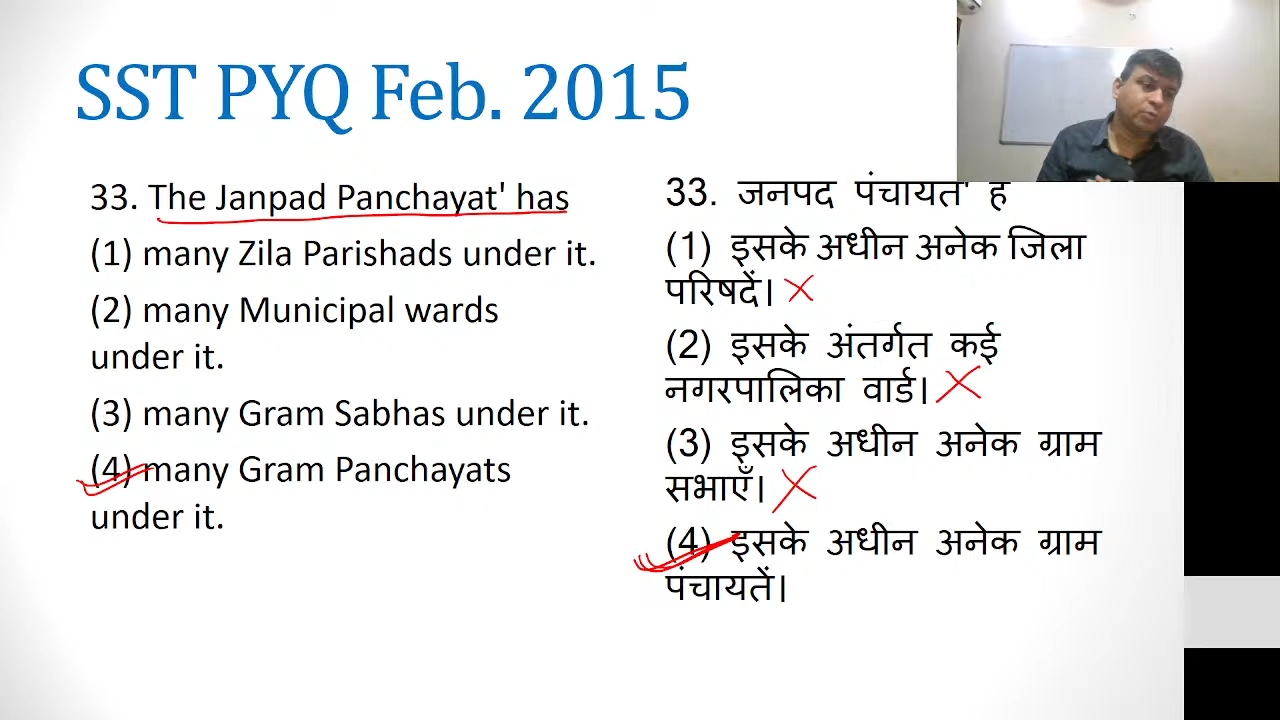 SST PYQ Feb. 2015
33. The Janpad Panchayat' has
(1) many Zila Parishads under it.
(2) many Municipal wards
under it.
(3) many Gram Sabhas under it.
(4) many Gram Panchayats
under it.
33. जनपद पंचायत' ह
(1) इसके अधीन अनेक जिला
परिषदें।
(2) इसके अंतर्गत कई
नगरपालिका वार्ड।
(3) इसके अधीन अनेक ग्राम
सभाएँ।
(4) इसके अधीन अनेक ग्राम
पंचायतें।